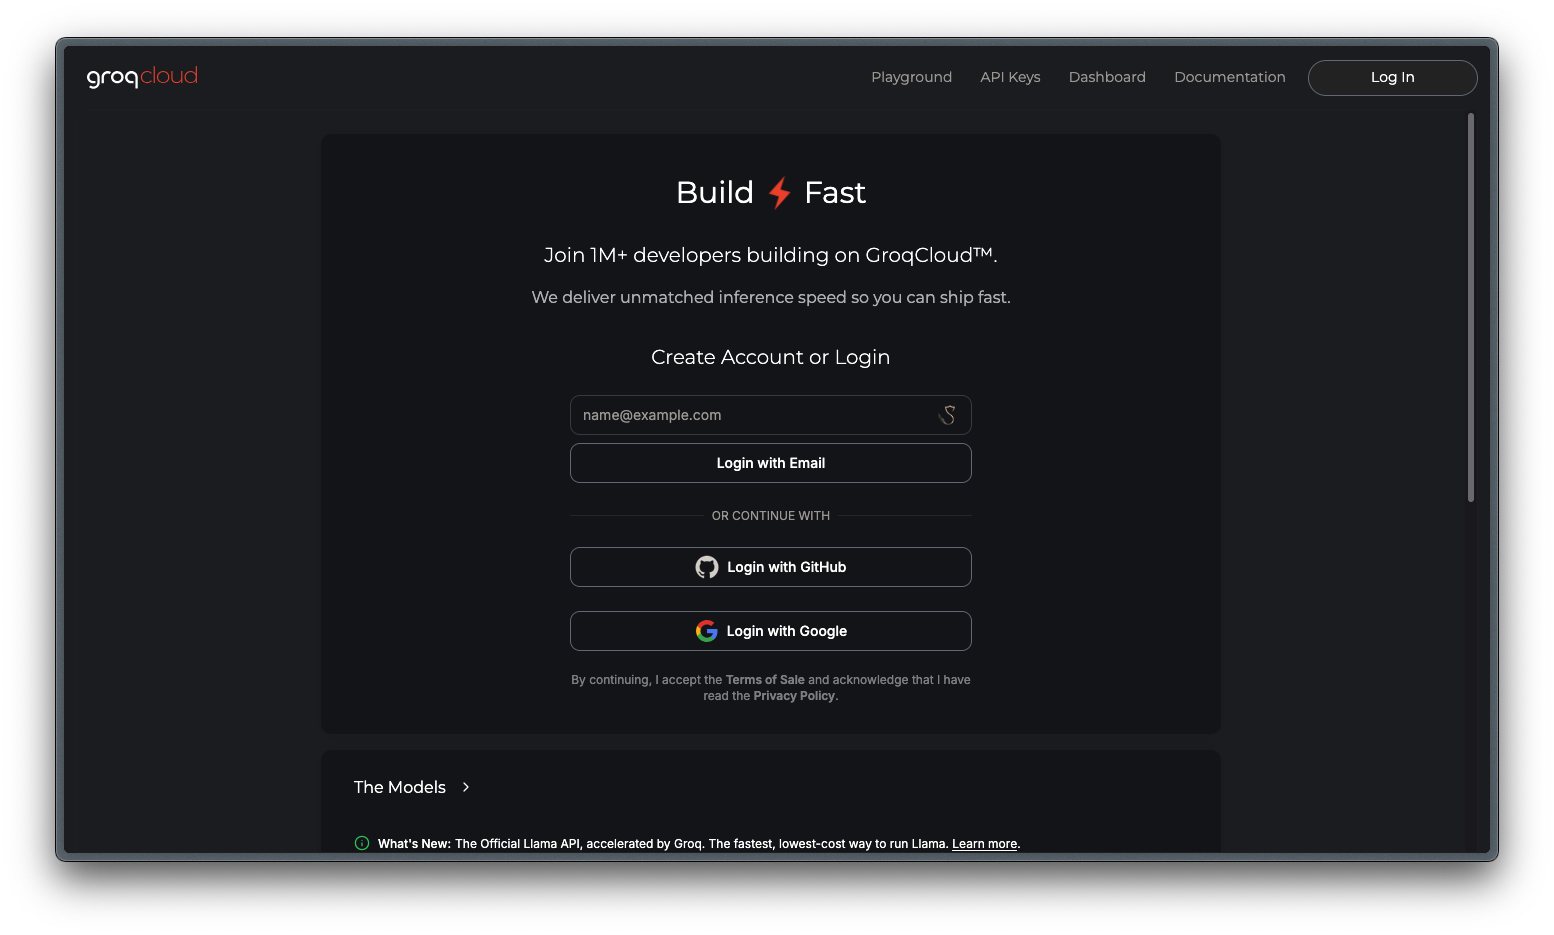 groqcloud
Playground
API Keys
Dashboard
Documentation
Log In
Build ⚡ Fast
Join 1M+ developers building on GroqCloud™.
We deliver unmatched inference speed so you can ship fast.
Create Account or Login
name@example.com
Login with Email
OR CONTINUE WITH
Login with GitHub
Login with Google
By continuing, I accept the Terms of Sale and acknowledge that I have
read the Privacy Policy.
The Models >
What's New: The Official Llama API, accelerated by Groq. The fastest, lowest-cost way to run Llama. Learn more.